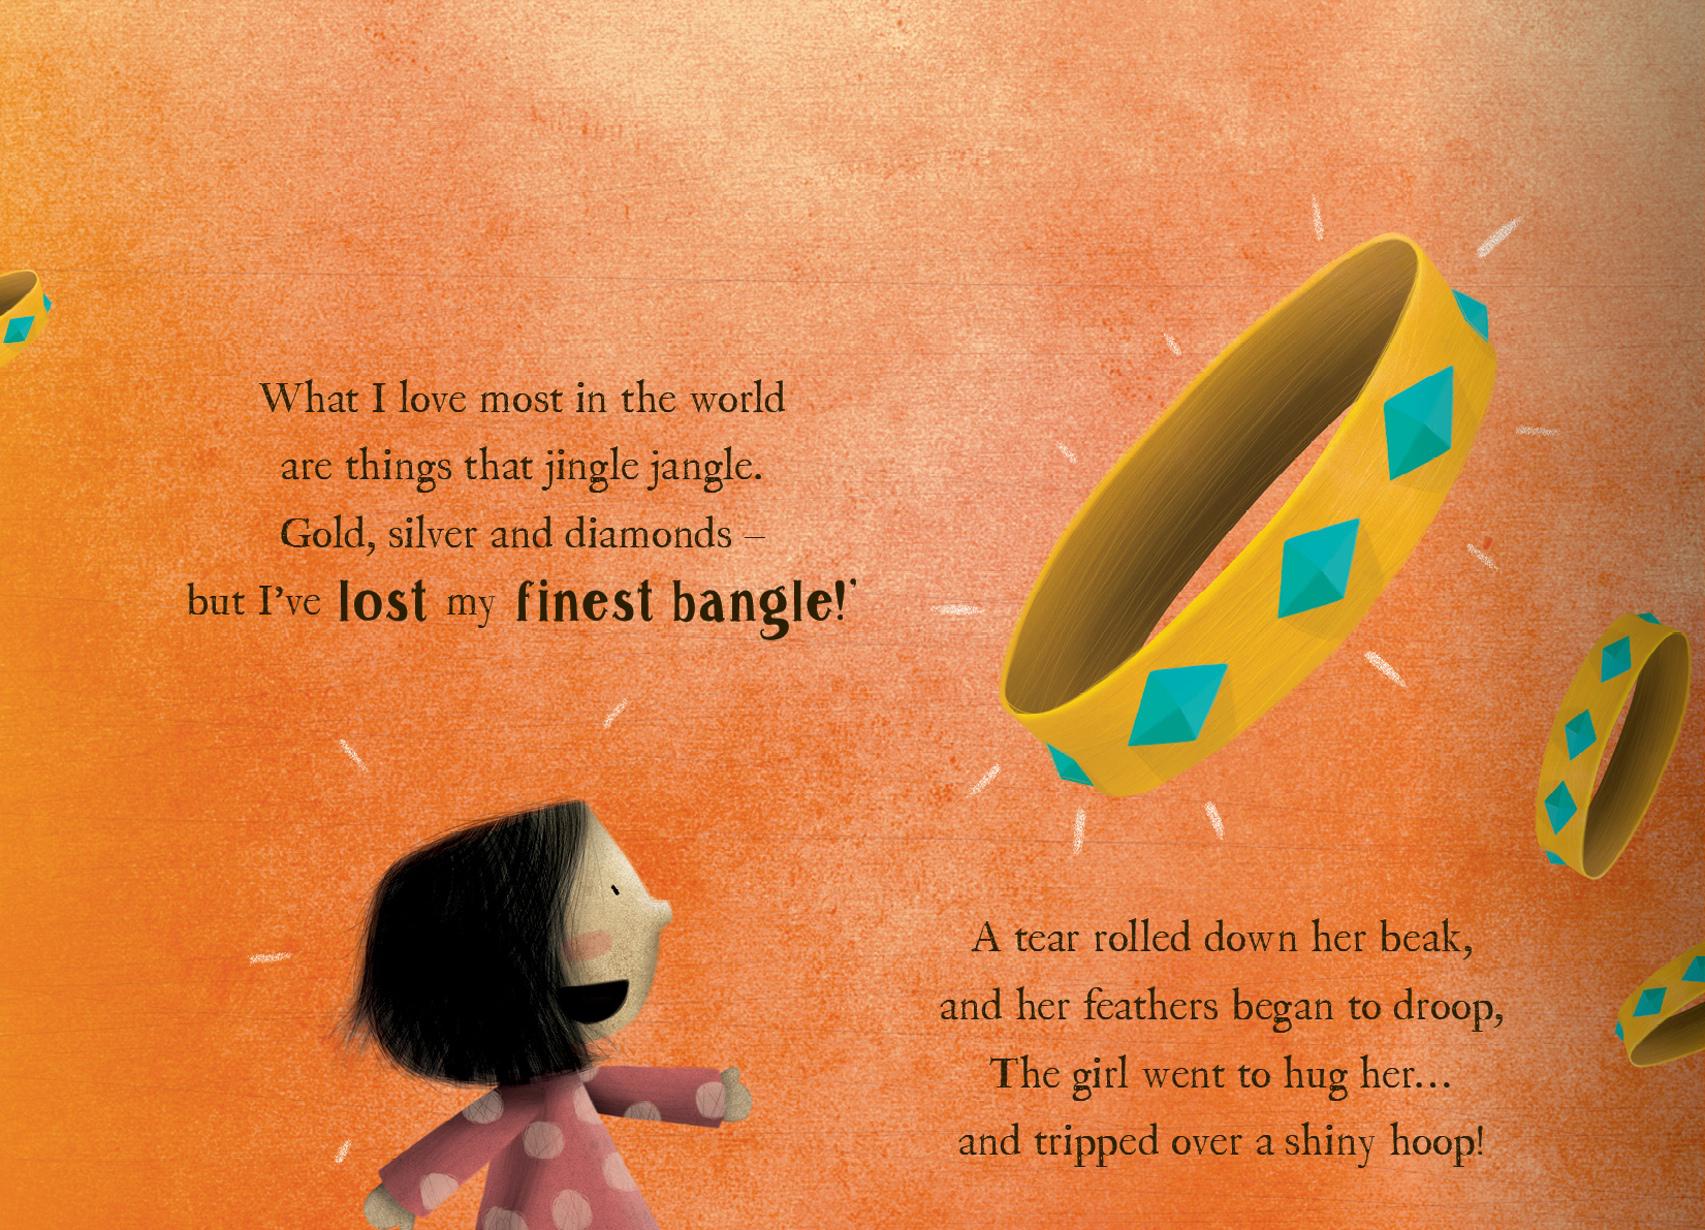 What I love most in the world
are things that jingle jangle.
Gold, silver and diamonds –
but I've lost my finest bangle!'
A tear rolled down her beak,
and her feathers began to droop,
The girl went to hug her...
and tripped over a shiny hoop!